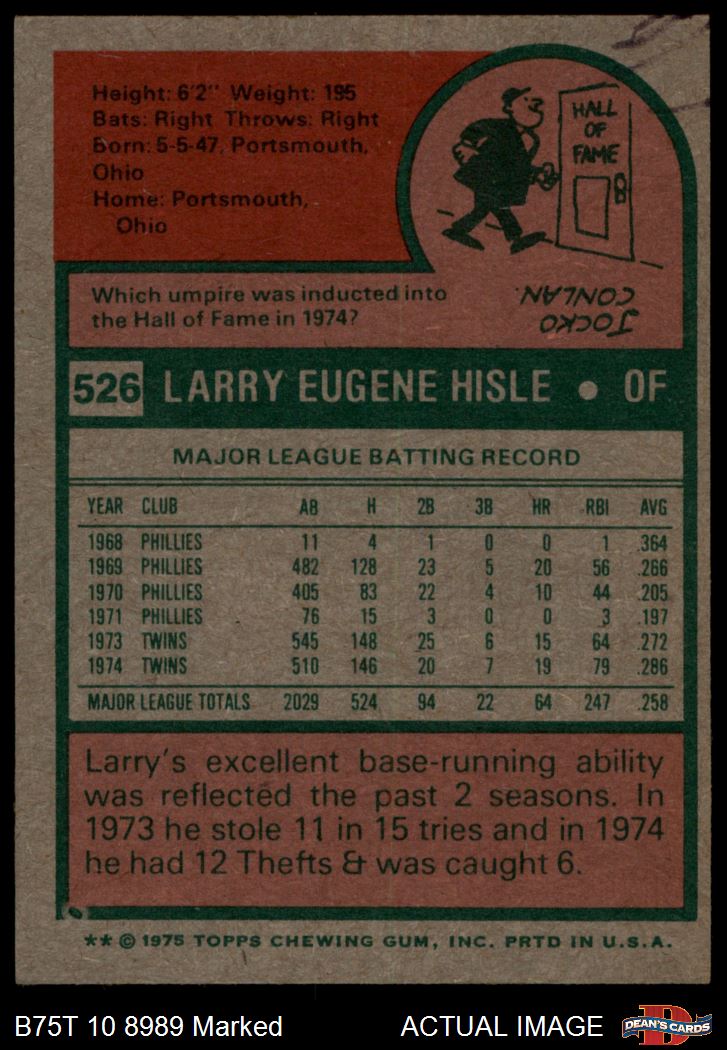 Height: 6'2" Weight: 195
Bats: Right Throws: Right
Born: 5-5-47, Portsmouth,
Ohio
Home: Portsmouth,
Ohio
HALL
OF
FAME
Which umpire was inducted into
the Hall of Fame in 1974?
JOCKO
CONLAN.
526 LARRY EUGENE HISLE • OF
MAJOR LEAGUE BATTING RECORD
YEAR CLUB AB H 2B 3B HR RBI AVG
1968 PHILLIES 11 4 1 0 0 1 .364
1969 PHILLIES 482 128 23 5 20 56 .266
1970 PHILLIES 405 83 22 4 10 44 .205
1971 PHILLIES 76 15 3 0 0 3 .197
1973 TWINS 545 148 25 6 15 64 .272
1974 TWINS 510 146 20 7 19 79 .286
MAJOR LEAGUE TOTALS 2029 524 94 22 64 247 .258
Larry's excellent base-running ability
was reflected the past 2 seasons. In
1973 he stole 11 in 15 tries and in 1974
he had 12 Thefts & was caught 6.
** © 1975 TOPPS CHEWING GUM, INC. PRTD IN U.S.A.
B75T 10 8989 Marked ACTUAL IMAGE
DEAN'S CARDS